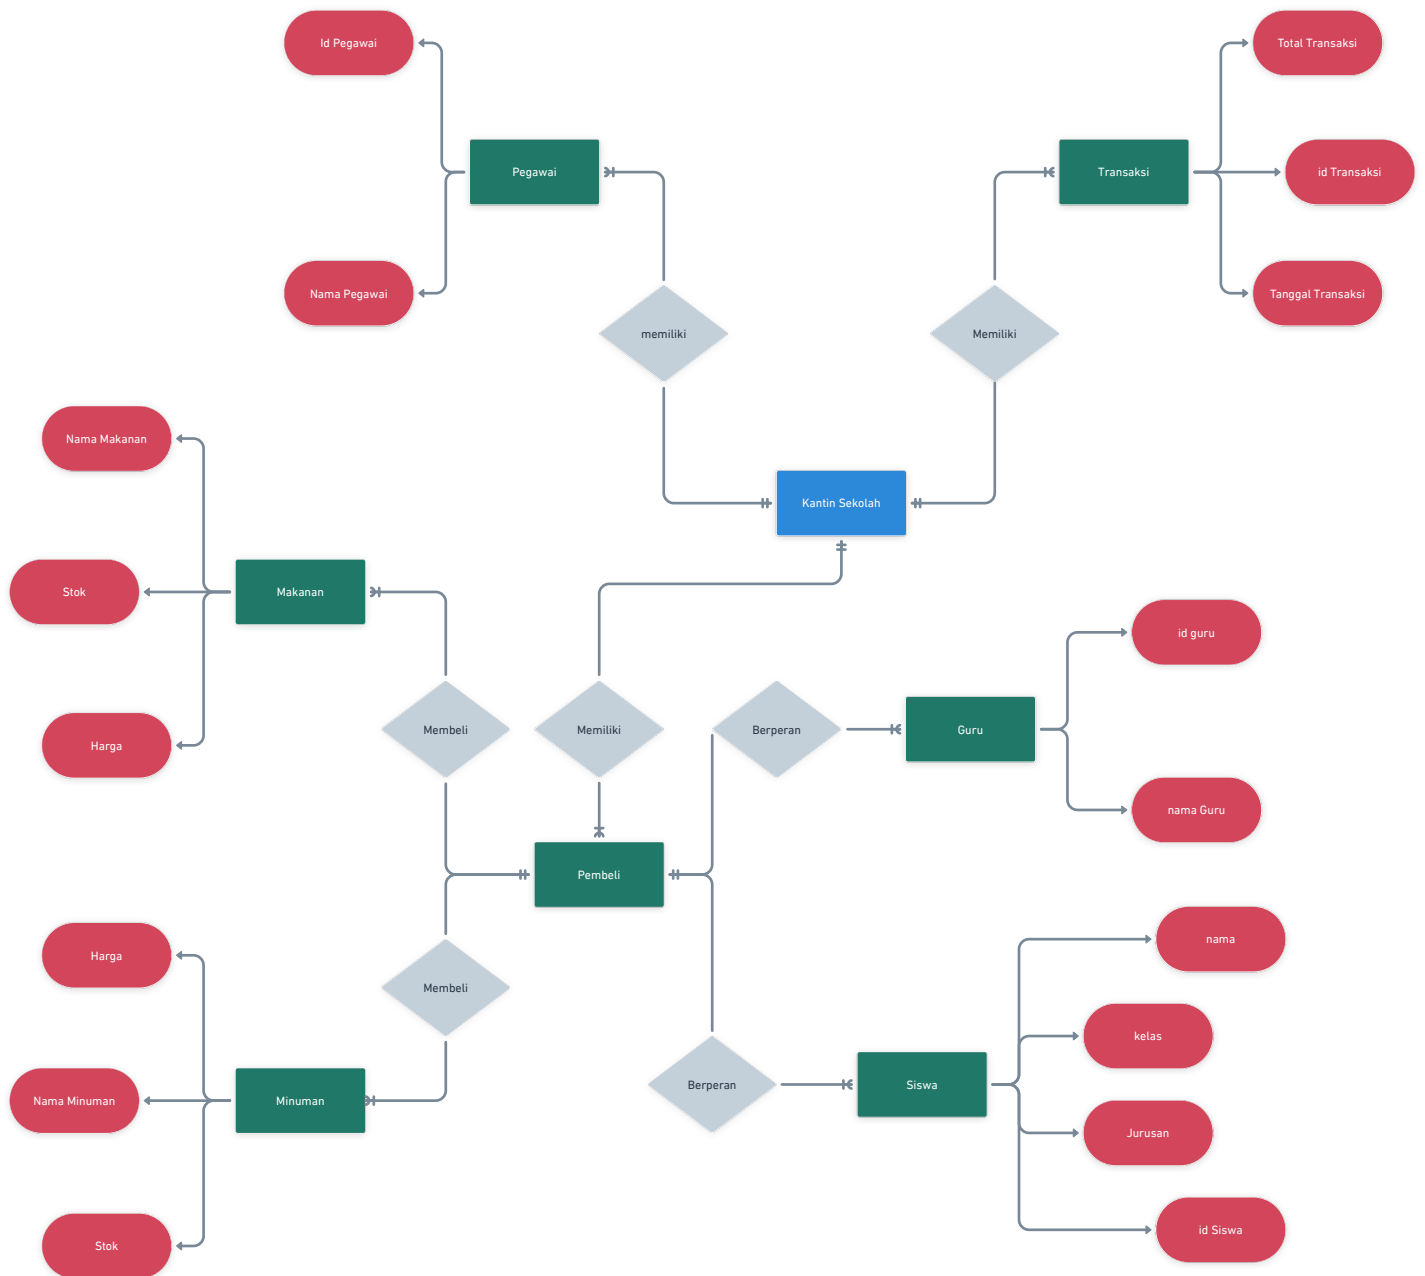 Id Pegawai
Total Transaksi
Pegawai
Transaksi
id Transaksi
Nama Pegawai
Tanggal Transaksi
memiliki
Memiliki
Nama Makanan
Kantin Sekolah
Stok
Makanan
id guru
Harga
Membeli
Memiliki
Berperan
Guru
nama Guru
Pembeli
Harga
nama
Membeli
kelas
Nama Minuman
Minuman
Berperan
Siswa
Jurusan
Stok
id Siswa